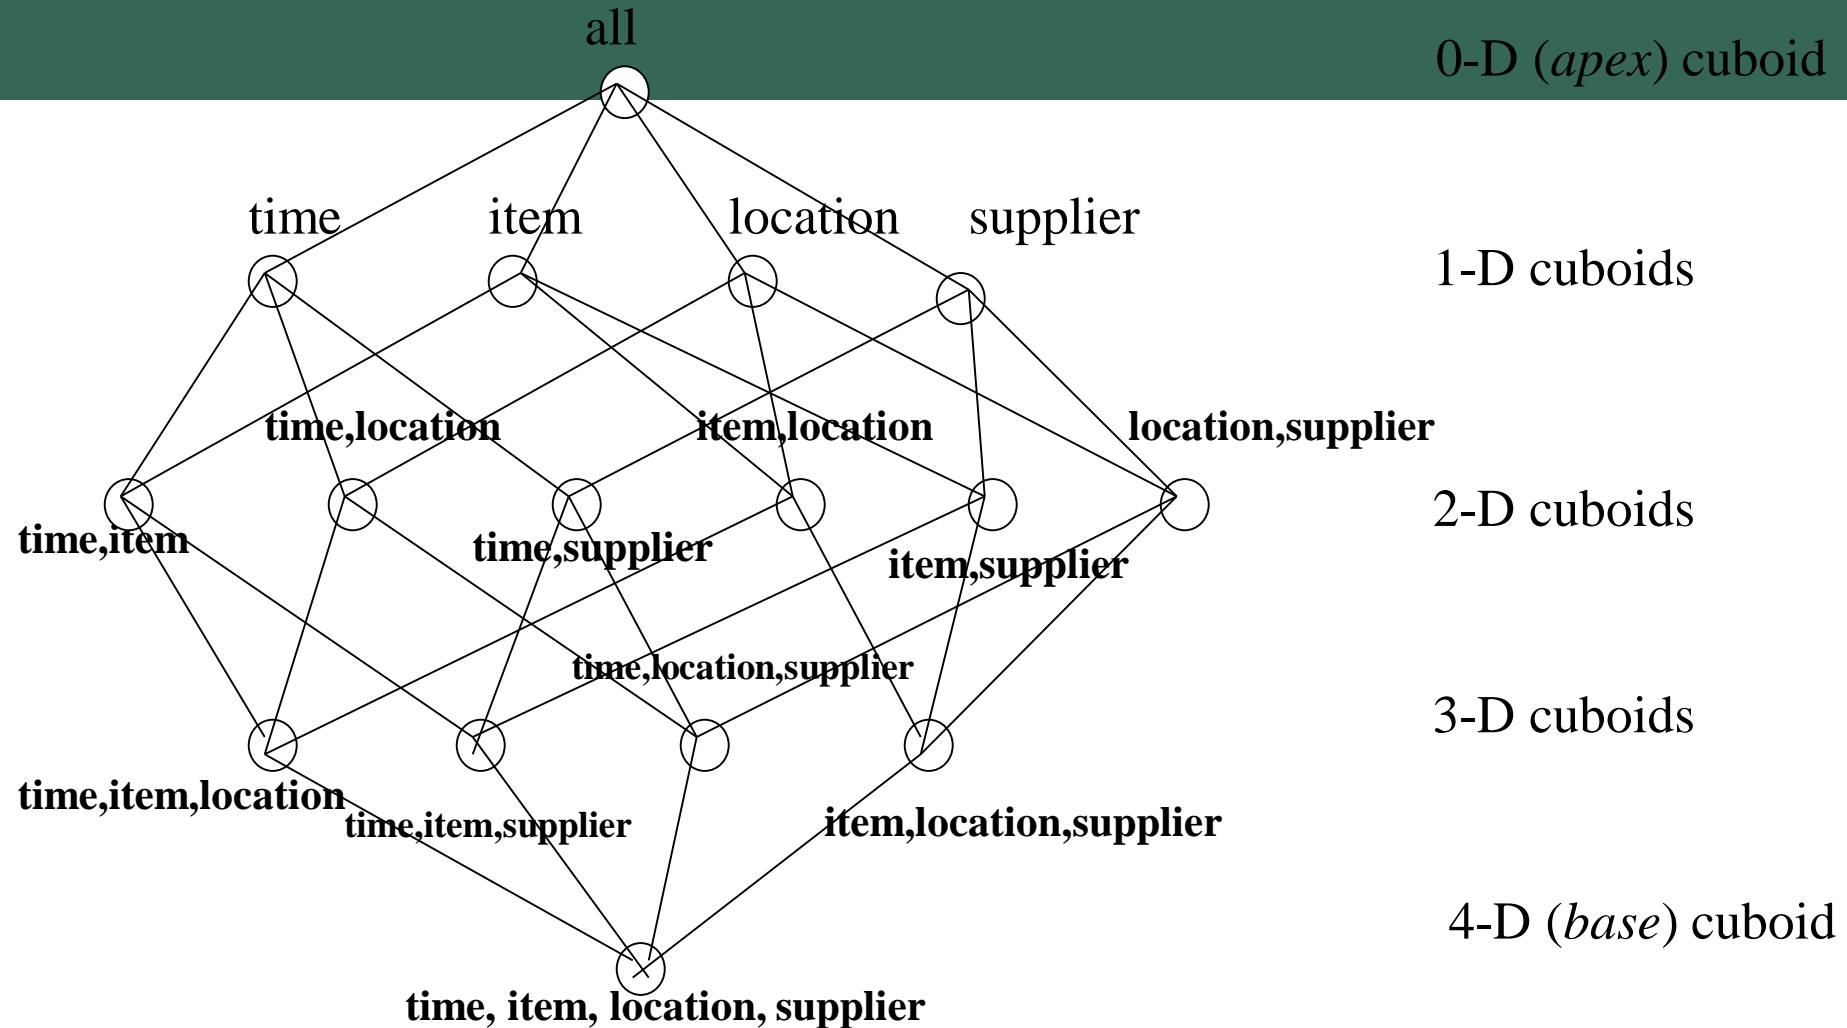 all
0-D (apex) cuboid
time
item
location
supplier
1-D cuboids
time,location
item,location
location,supplier
2-D cuboids
time,item
time,supplier
item,supplier
time,location,supplier
3-D cuboids
time,item,location
time,item,supplier
item,location,supplier
4-D (base) cuboid
time, item, location, supplier